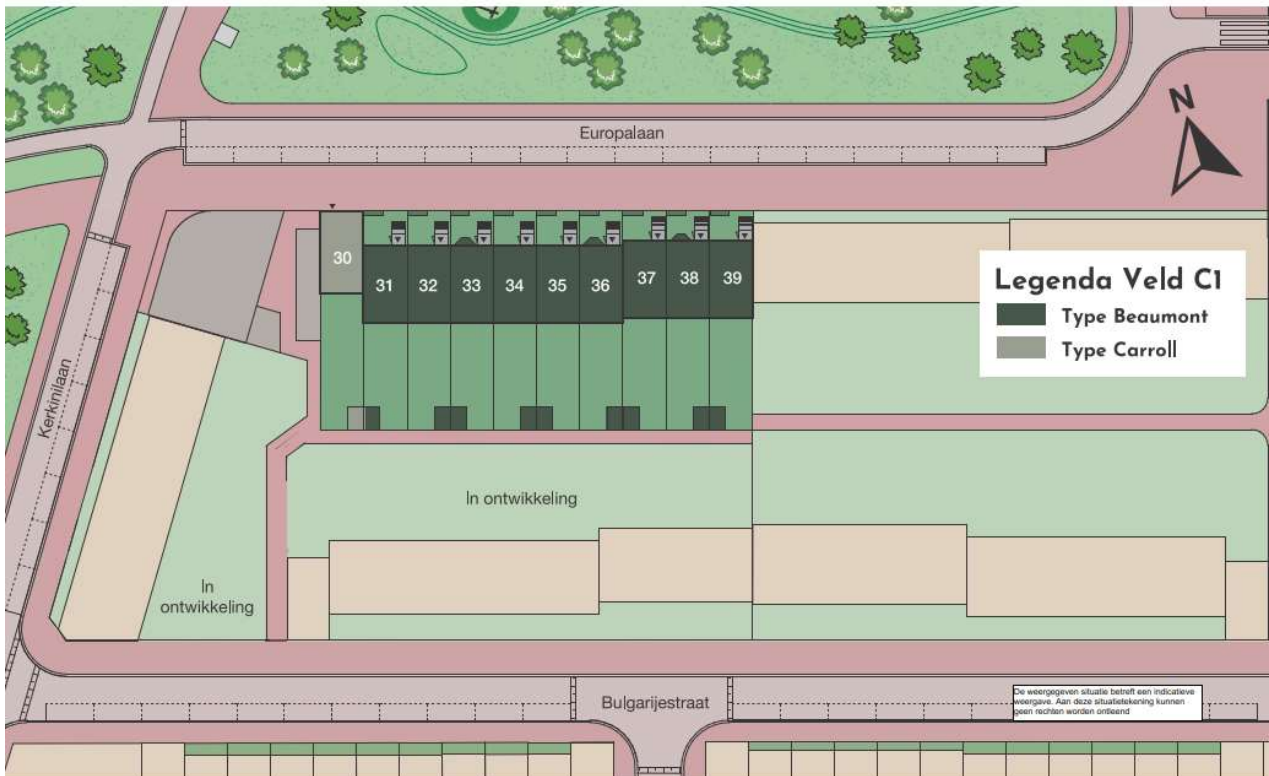 Europalaan
N
30
31 32 33 34 35 36 37 38 39
Legenda Veld C1
Type Beaumont
Type Carroll
Kerkinilaan
In ontwikkeling
In
ontwikkeling
Bulgarijestraat
De weergegeven situatie betreft een indicatieve
weergave. Aan deze situatietekening kunnen
geen rechten worden ontleend